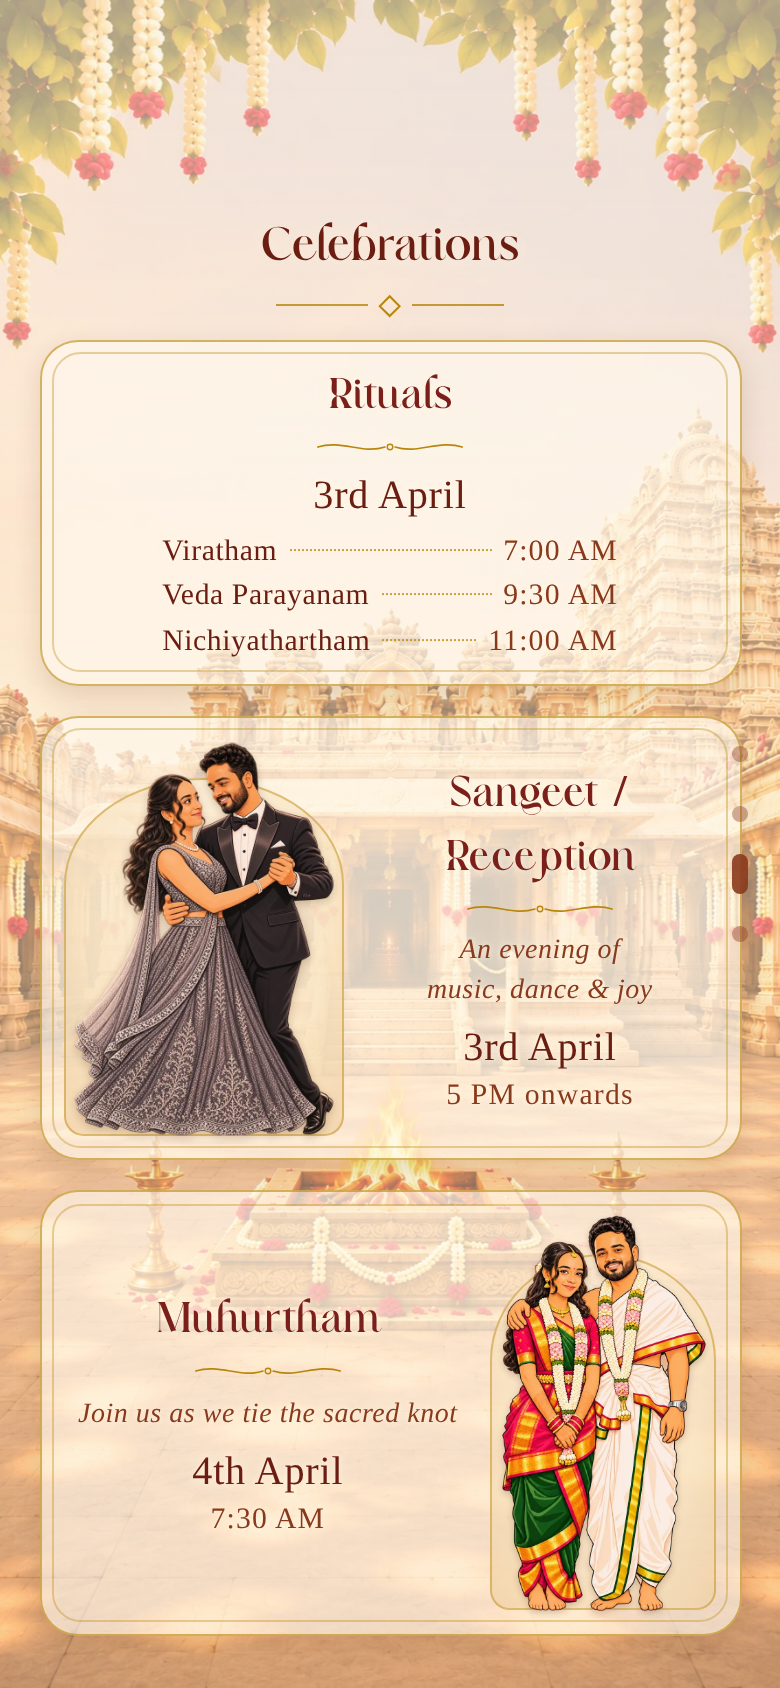 Celebrations
Rituals
3rd April
Viratham 7:00 AM
Veda Parayanam 9:30 AM
Nichiyathartham 11:00 AM
Sangeet /
Reception
An evening of
music, dance & joy
3rd April
5 PM onwards
Muhurtham
Join us as we tie the sacred knot
4th April
7:30 AM